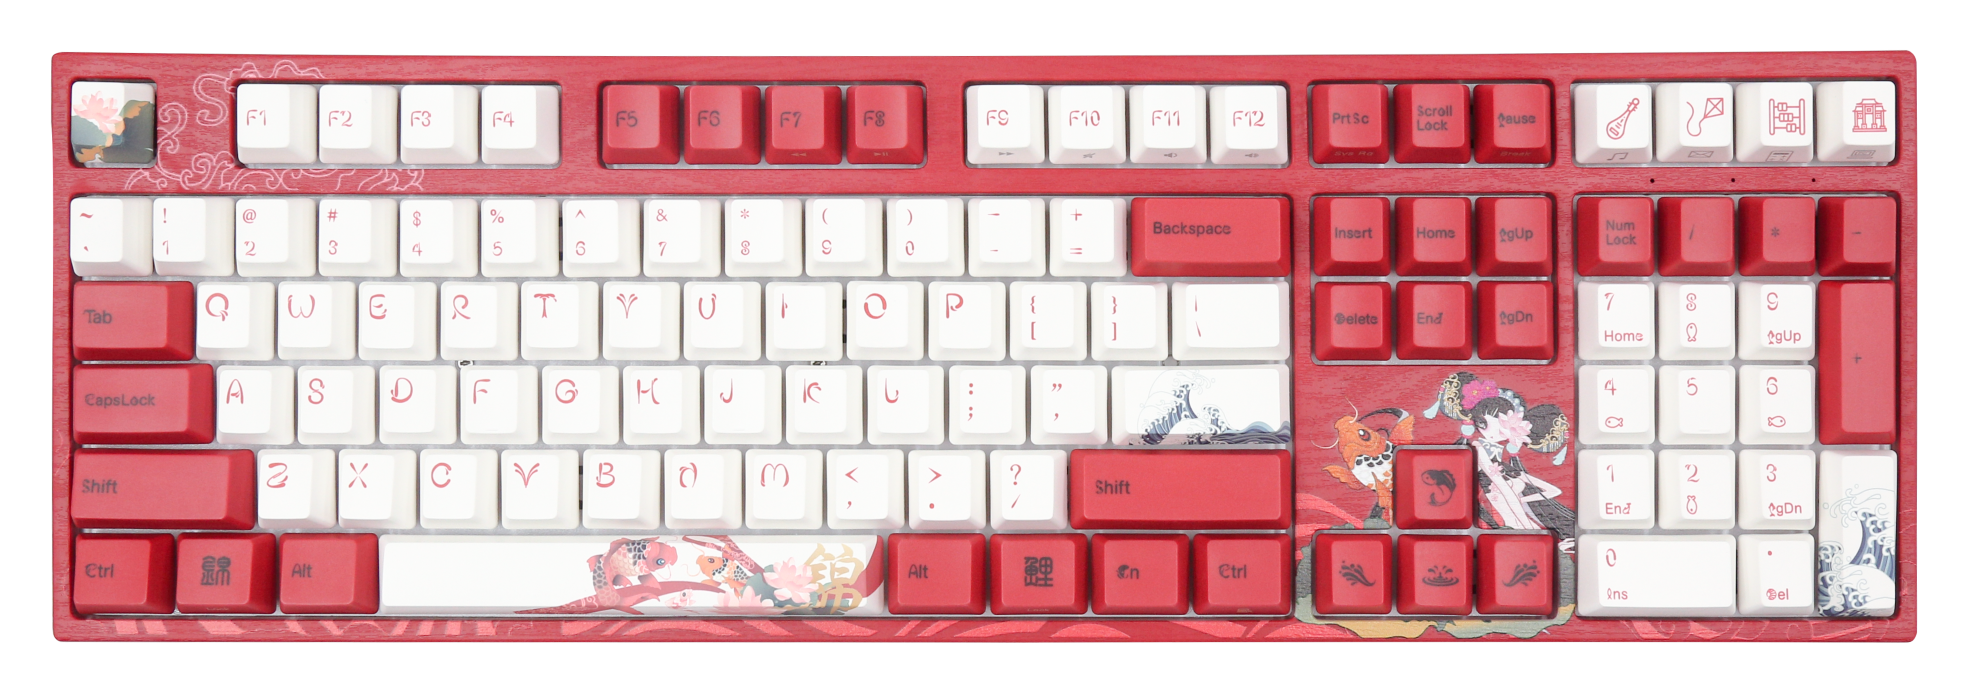 F1 F2 F3 F4 F5 F6 F7 F8 F9 F10 F11 F12 PrtSc Scroll Lock Pause
Sys Rq Break
~ ! @ # $ % ^ & * ( ) − + Backspace Insert Home PgUp Num Lock / * −
` 1 2 3 4 5 6 7 8 9 0 - =
Tab Q W E R T Y U I O P { } | Delete End PgDn 7 8 9 +
[ ] \ Home PgUp
CapsLock A S D F G H J K L : " 4 5 6
; '
Shift Z X C V B N M < > ? Shift 1 2 3
, . / End PgDn
Ctrl 錦 Alt 錦 Alt 鯉 Fn Ctrl 0 .
Ins Del